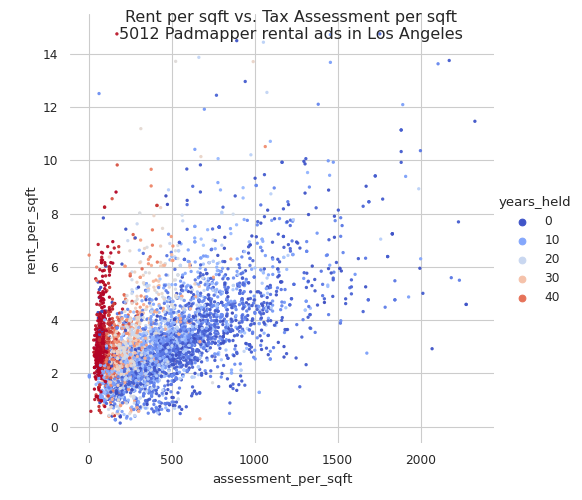 Rent per sqft vs. Tax Assessment per sqft
5012 Padmapper rental ads in Los Angeles
14
12
10
8
6
4
2
0
rent_per_sqft
0 500 1000 1500 2000
assessment_per_sqft
years_held
0
10
20
30
40